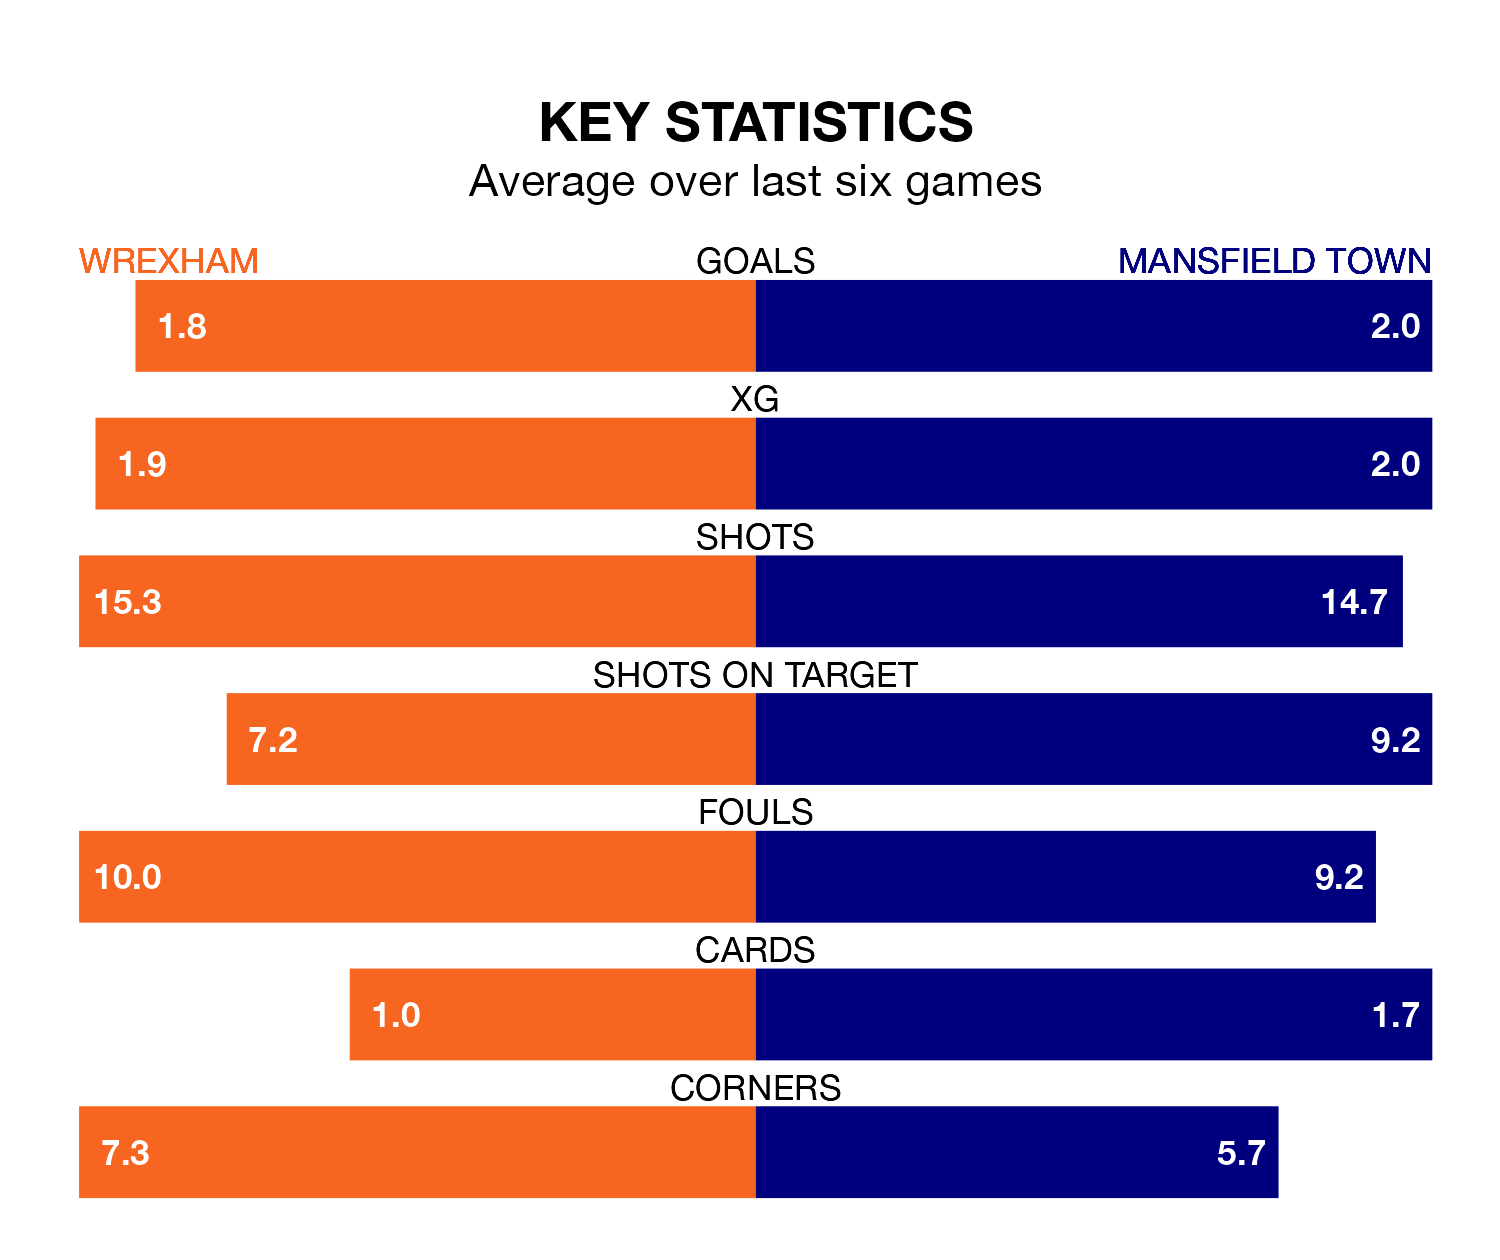 KEY STATISTICS
Average over last six games
WREXHAM GOALS MANSFIELD TOWN
1.8 2.0
XG
1.9 2.0
SHOTS
15.3 14.7
SHOTS ON TARGET
7.2 9.2
FOULS
10.0 9.2
CARDS
1.0 1.7
CORNERS
7.3 5.7